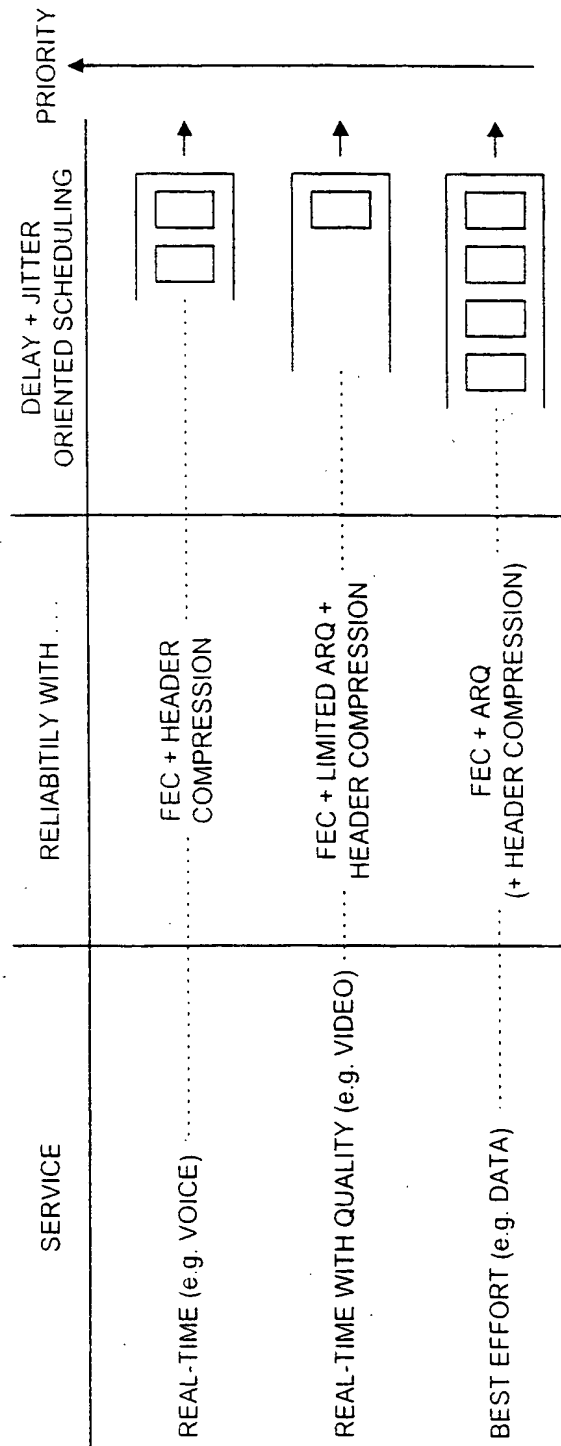 SERVICE
RELIABITILY WITH ....
DELAY + JITTER
ORIENTED SCHEDULING
PRIORITY
REAL-TIME (e.g. VOICE)
FEC + HEADER
COMPRESSION
REAL-TIME WITH QUALITY (e.g. VIDEO)
FEC + LIMITED ARQ +
HEADER COMPRESSION
BEST EFFORT (e.g. DATA)
FEC + ARQ
(+ HEADER COMPRESSION)